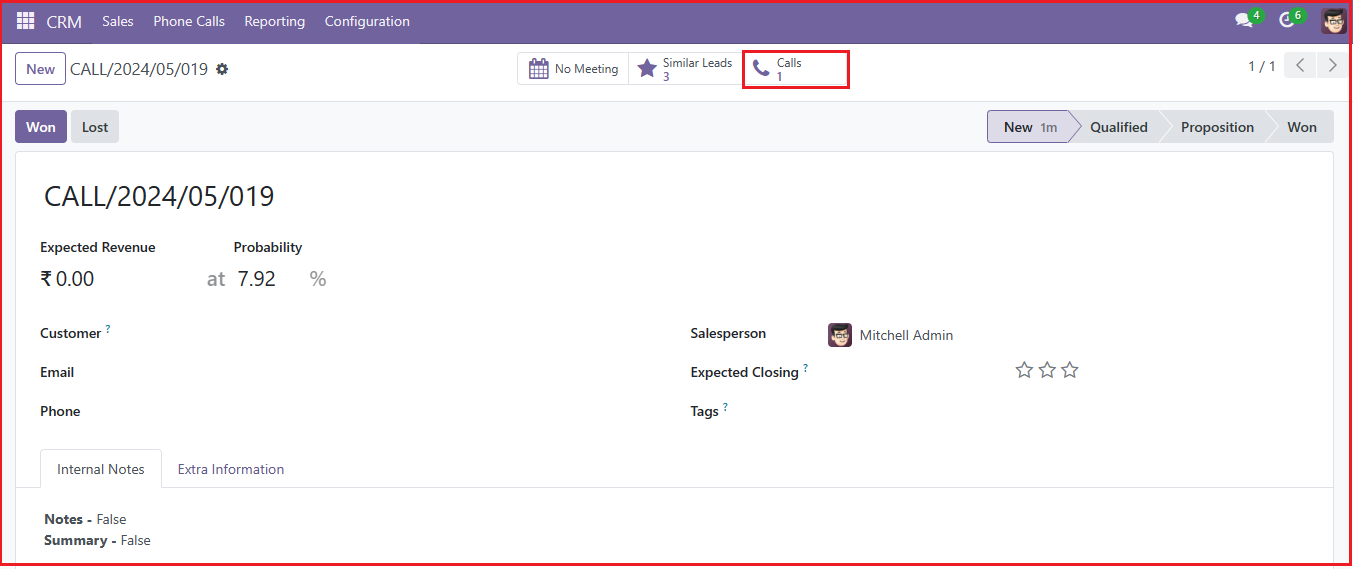 CRM Sales Phone Calls Reporting Configuration 4 6
New CALL/2024/05/019 No Meeting Similar Leads 3 Calls 1 1 / 1
Won Lost New 1m Qualified Proposition Won
CALL/2024/05/019
Expected Revenue Probability
₹ 0.00 at 7.92 %
Customer ? Salesperson Mitchell Admin
Email Expected Closing ?
Phone Tags ?
Internal Notes Extra Information
Notes - False
Summary - False